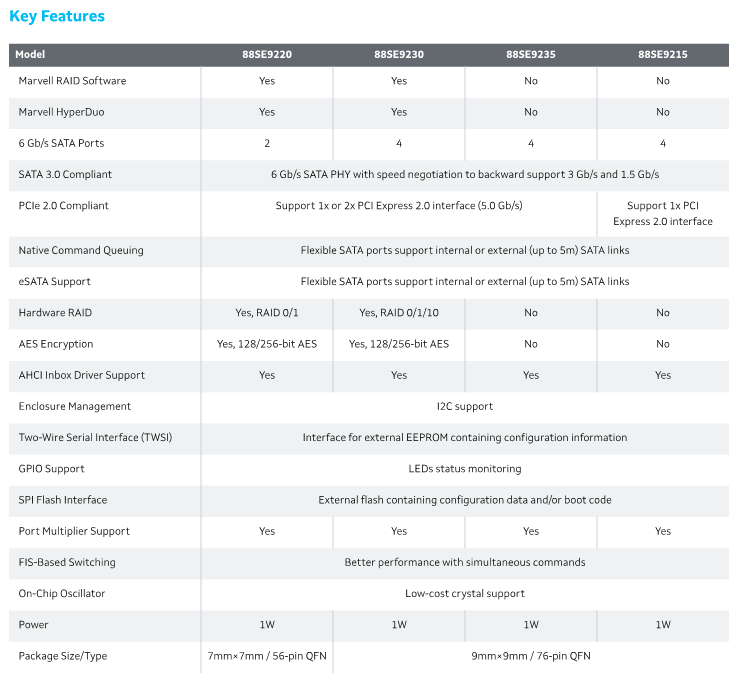 Key Features
Model 88SE9220 88SE9230 88SE9235 88SE9215
Marvell RAID Software Yes Yes No No
Marvell HyperDuo Yes Yes No No
6 Gb/s SATA Ports 2 4 4 4
SATA 3.0 Compliant 6 Gb/s SATA PHY with speed negotiation to backward support 3 Gb/s and 1.5 Gb/s
PCIe 2.0 Compliant Support 1x or 2x PCI Express 2.0 interface (5.0 Gb/s) Support 1x PCI
Express 2.0 interface
Native Command Queuing Flexible SATA ports support internal or external (up to 5m) SATA links
eSATA Support Flexible SATA ports support internal or external (up to 5m) SATA links
Hardware RAID Yes, RAID 0/1 Yes, RAID 0/1/10 No No
AES Encryption Yes, 128/256-bit AES Yes, 128/256-bit AES No No
AHCI Inbox Driver Support Yes Yes Yes Yes
Enclosure Management I2C support
Two-Wire Serial Interface (TWSI) Interface for external EEPROM containing configuration information
GPIO Support LEDs status monitoring
SPI Flash Interface External flash containing configuration data and/or boot code
Port Multiplier Support Yes Yes Yes Yes
FIS-Based Switching Better performance with simultaneous commands
On-Chip Oscillator Low-cost crystal support
Power 1W 1W 1W 1W
Package Size/Type 7mm×7mm / 56-pin QFN 9mm×9mm / 76-pin QFN